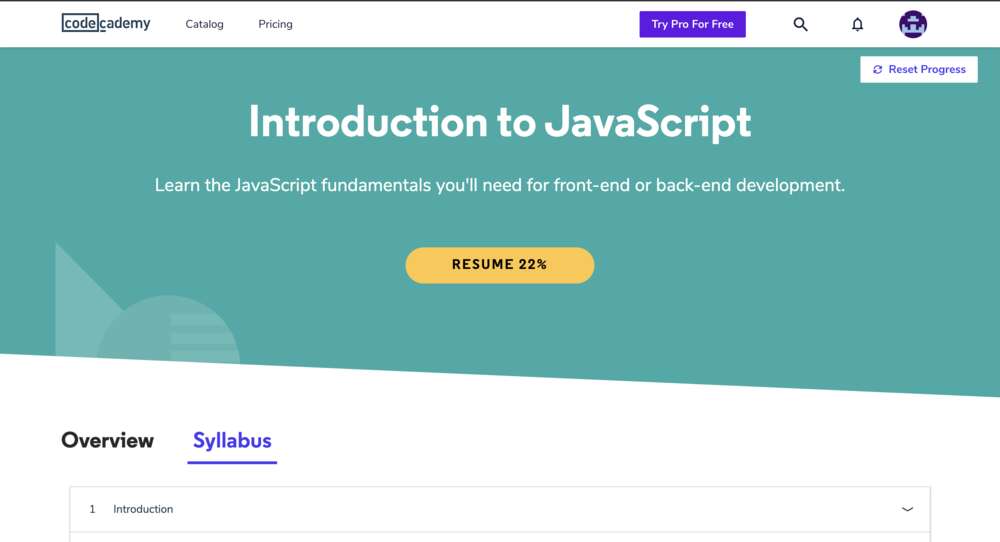 codecademy
Catalog
Pricing
Try Pro For Free
Reset Progress
Introduction to JavaScript
Learn the JavaScript fundamentals you'll need for front-end or back-end development.
RESUME 22%
Overview
Syllabus
1 Introduction